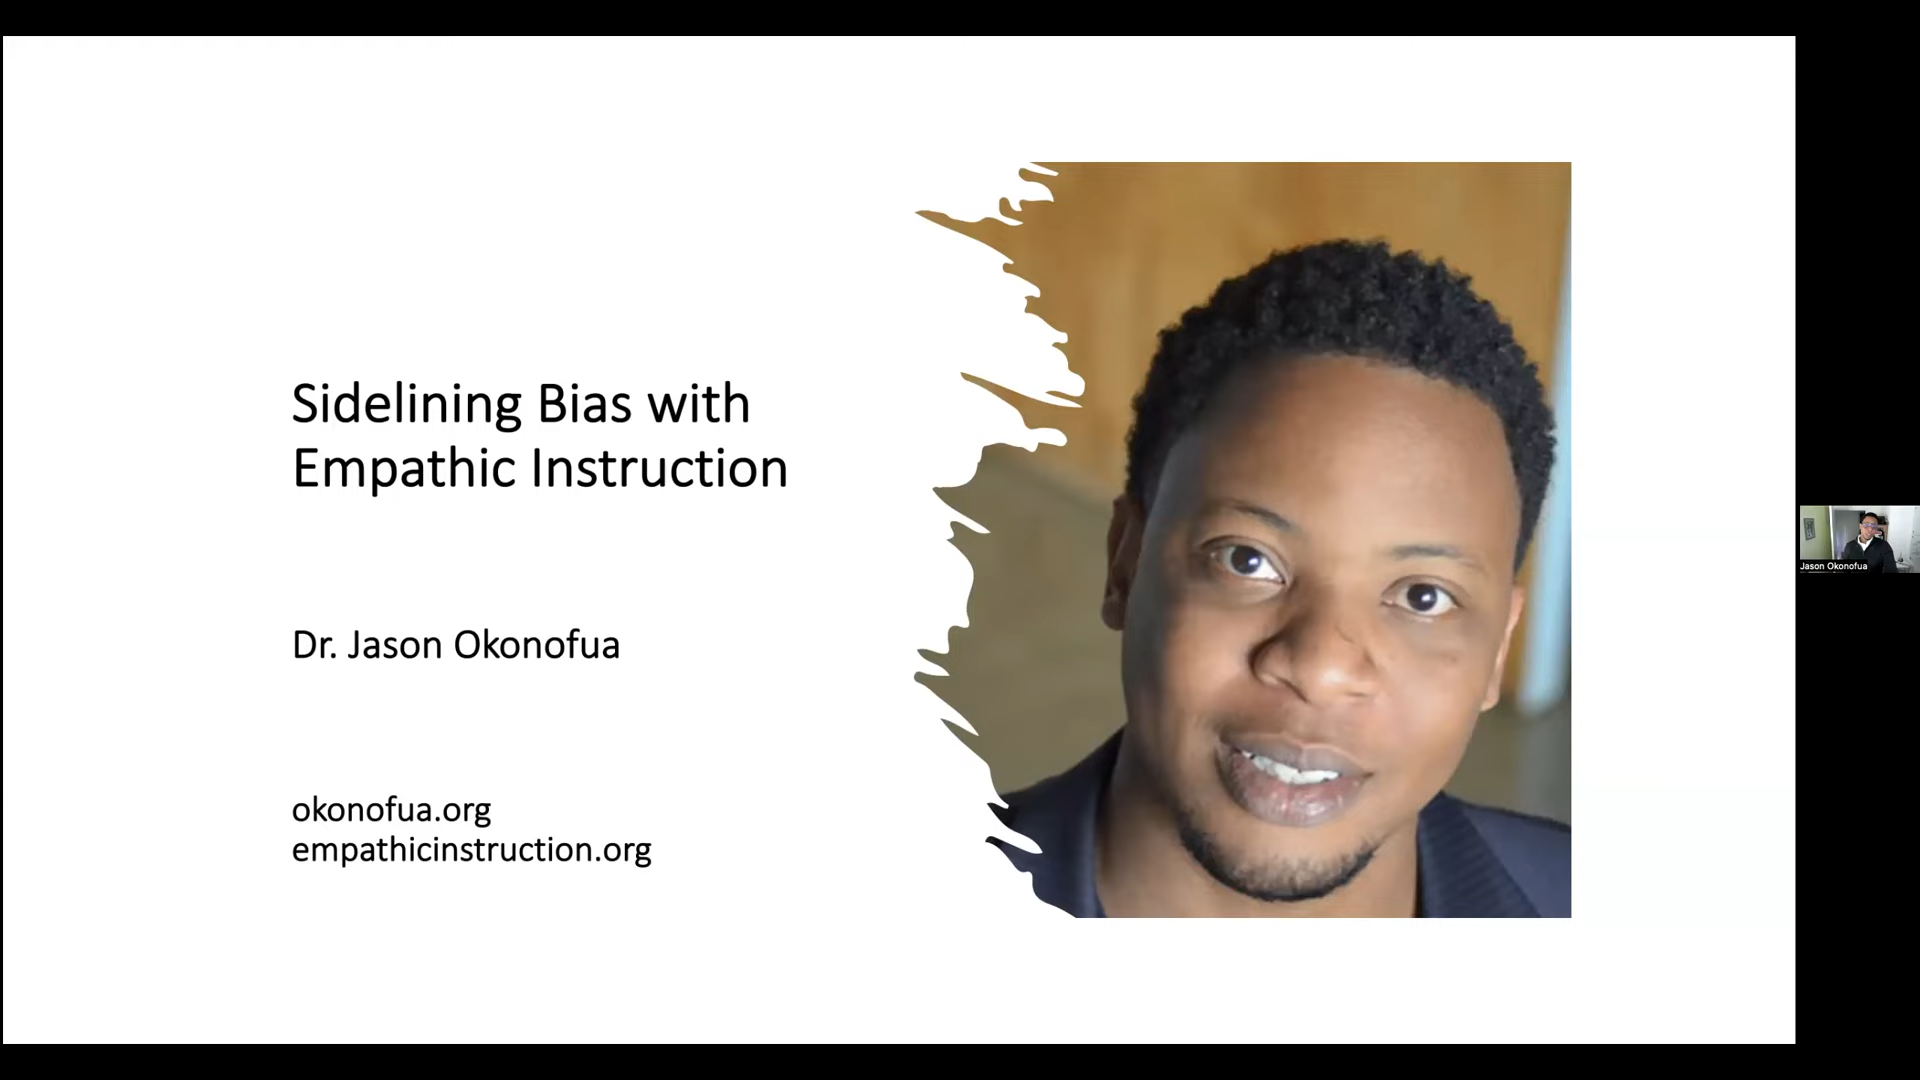 Sidelining Bias with
Empathic Instruction
Dr. Jason Okonofua
okonofua.org
empathicinstruction.org
Jason Okonofua